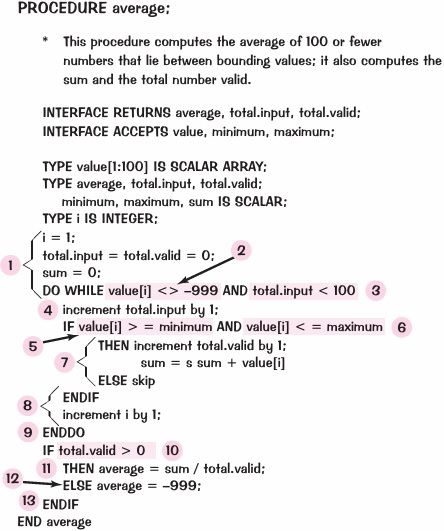 PROCEDURE average;
* This procedure computes the average of 100 or fewer
numbers that lie between bounding values; it also computes the
sum and the total number valid.
INTERFACE RETURNS average, total.input, total.valid;
INTERFACE ACCEPTS value, minimum, maximum;
TYPE value[1:100] IS SCALAR ARRAY;
TYPE average, total.input, total.valid;
minimum, maximum, sum IS SCALAR;
TYPE i IS INTEGER;
i = 1;
1 total.input = total.valid = 0; 2
sum = 0;
DO WHILE value[i] <> –999 AND total.input < 100 3
4 increment total.input by 1;
IF value[i] > = minimum AND value[i] < = maximum 6
5 THEN increment total.valid by 1;
7 sum = s sum + value[i]
ELSE skip
8 ENDIF
increment i by 1;
9 ENDDO
IF total.valid > 0 10
11 THEN average = sum / total.valid;
12 ELSE average = –999;
13 ENDIF
END average